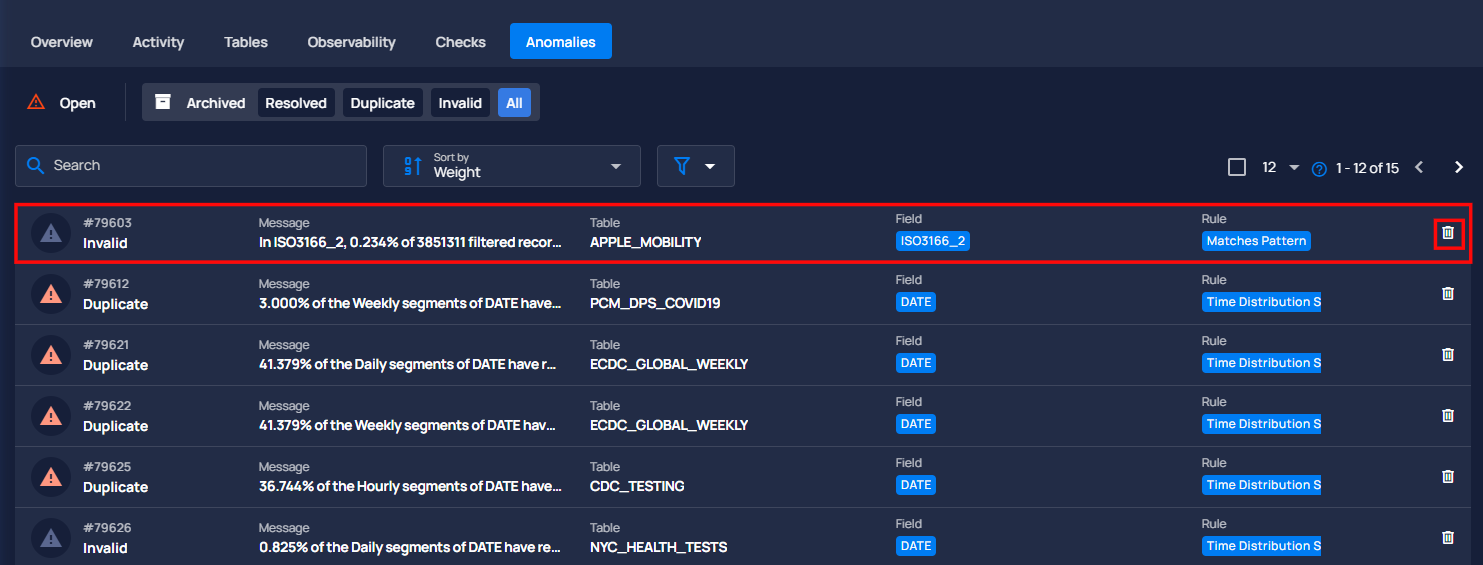 Overview Activity Tables Observability Checks Anomalies
Open Archived Resolved Duplicate Invalid All
Search
Sort by
Weight
12 1 - 12 of 15
#79603 Message Table Field Rule
Invalid In ISO3166_2, 0.234% of 3851311 filtered recor... APPLE_MOBILITY ISO3166_2 Matches Pattern
#79612 Message Table Field Rule
Duplicate 3.000% of the Weekly segments of DATE have... PCM_DPS_COVID19 DATE Time Distribution S
#79621 Message Table Field Rule
Duplicate 41.379% of the Daily segments of DATE have r... ECDC_GLOBAL_WEEKLY DATE Time Distribution S
#79622 Message Table Field Rule
Duplicate 41.379% of the Weekly segments of DATE hav... ECDC_GLOBAL_WEEKLY DATE Time Distribution S
#79625 Message Table Field Rule
Duplicate 36.744% of the Hourly segments of DATE have... CDC_TESTING DATE Time Distribution S
#79626 Message Table Field Rule
Invalid 0.825% of the Daily segments of DATE have re... NYC_HEALTH_TESTS DATE Time Distribution S